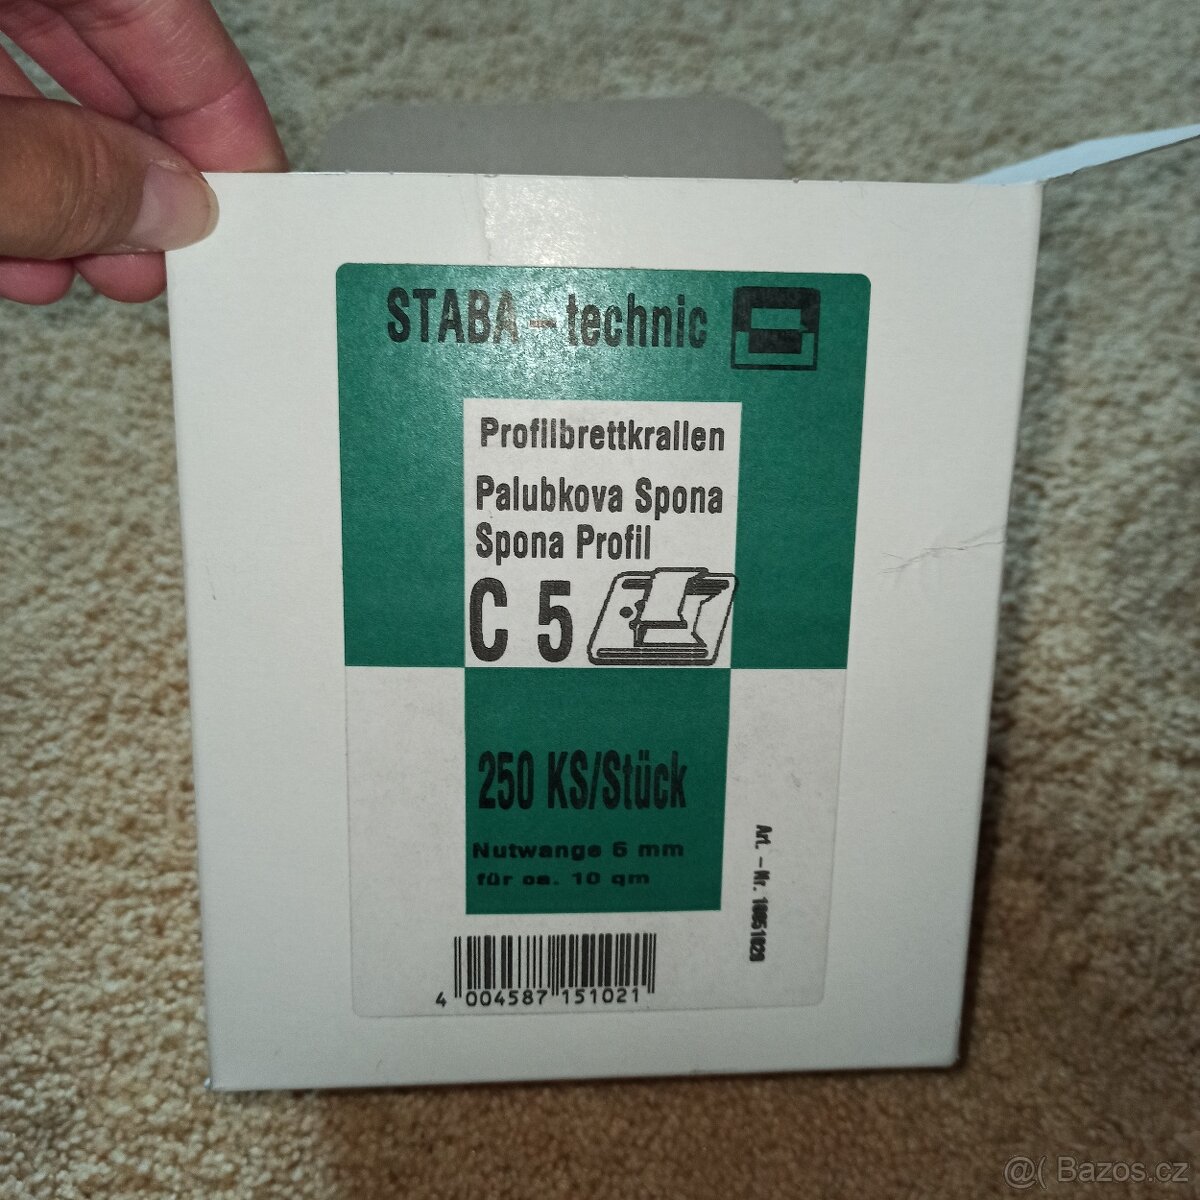 STABA - technic
Profilbrettkrallen
Palubkova Spona
Spona Profil
C 5
250 KS/Stück
Nutwange 5 mm
für ca. 10 qm
Art. - Nr.
4 004587 151021
@( Bazos.cz